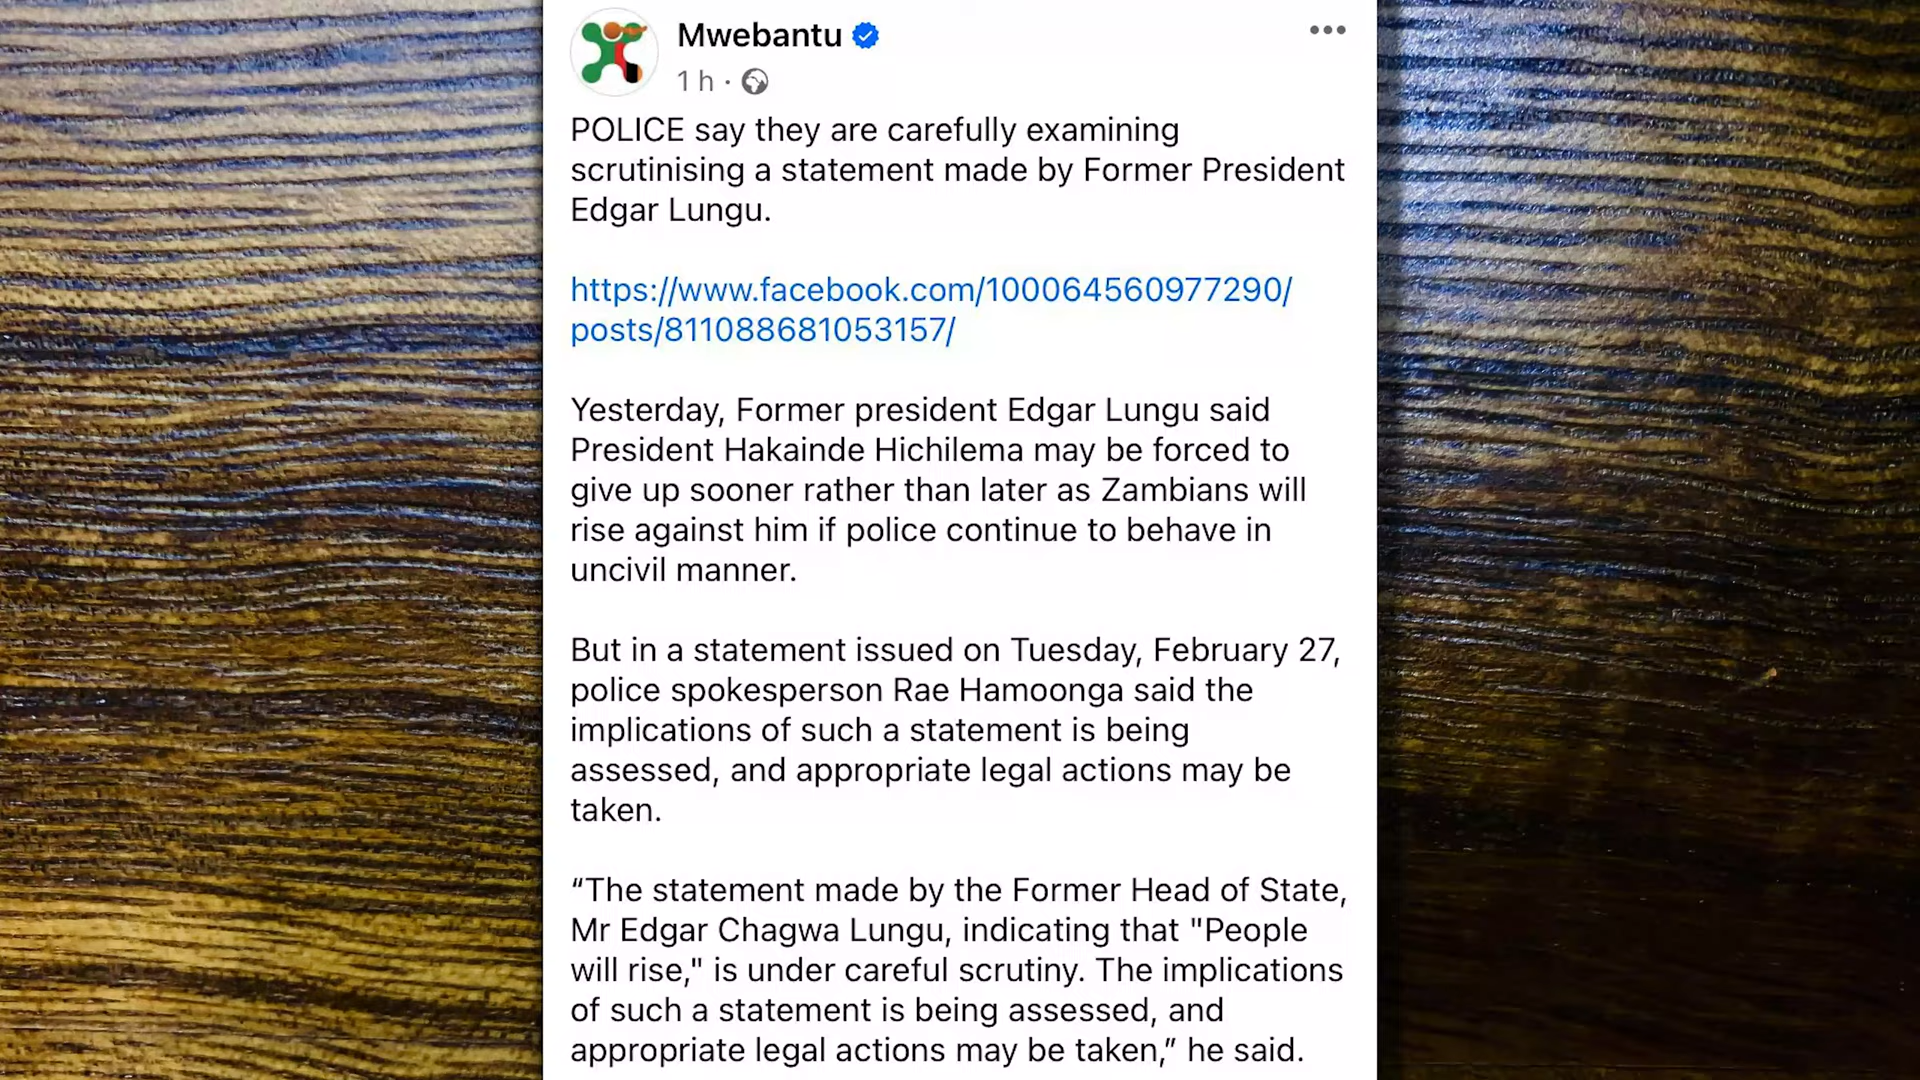 Mwebantu
1 h ·
POLICE say they are carefully examining
scrutinising a statement made by Former President
Edgar Lungu.
https://www.facebook.com/100064560977290/
posts/811088681053157/
Yesterday, Former president Edgar Lungu said
President Hakainde Hichilema may be forced to
give up sooner rather than later as Zambians will
rise against him if police continue to behave in
uncivil manner.
But in a statement issued on Tuesday, February 27,
police spokesperson Rae Hamoonga said the
implications of such a statement is being
assessed, and appropriate legal actions may be
taken.
“The statement made by the Former Head of State,
Mr Edgar Chagwa Lungu, indicating that "People
will rise," is under careful scrutiny. The implications
of such a statement is being assessed, and
appropriate legal actions may be taken,” he said.